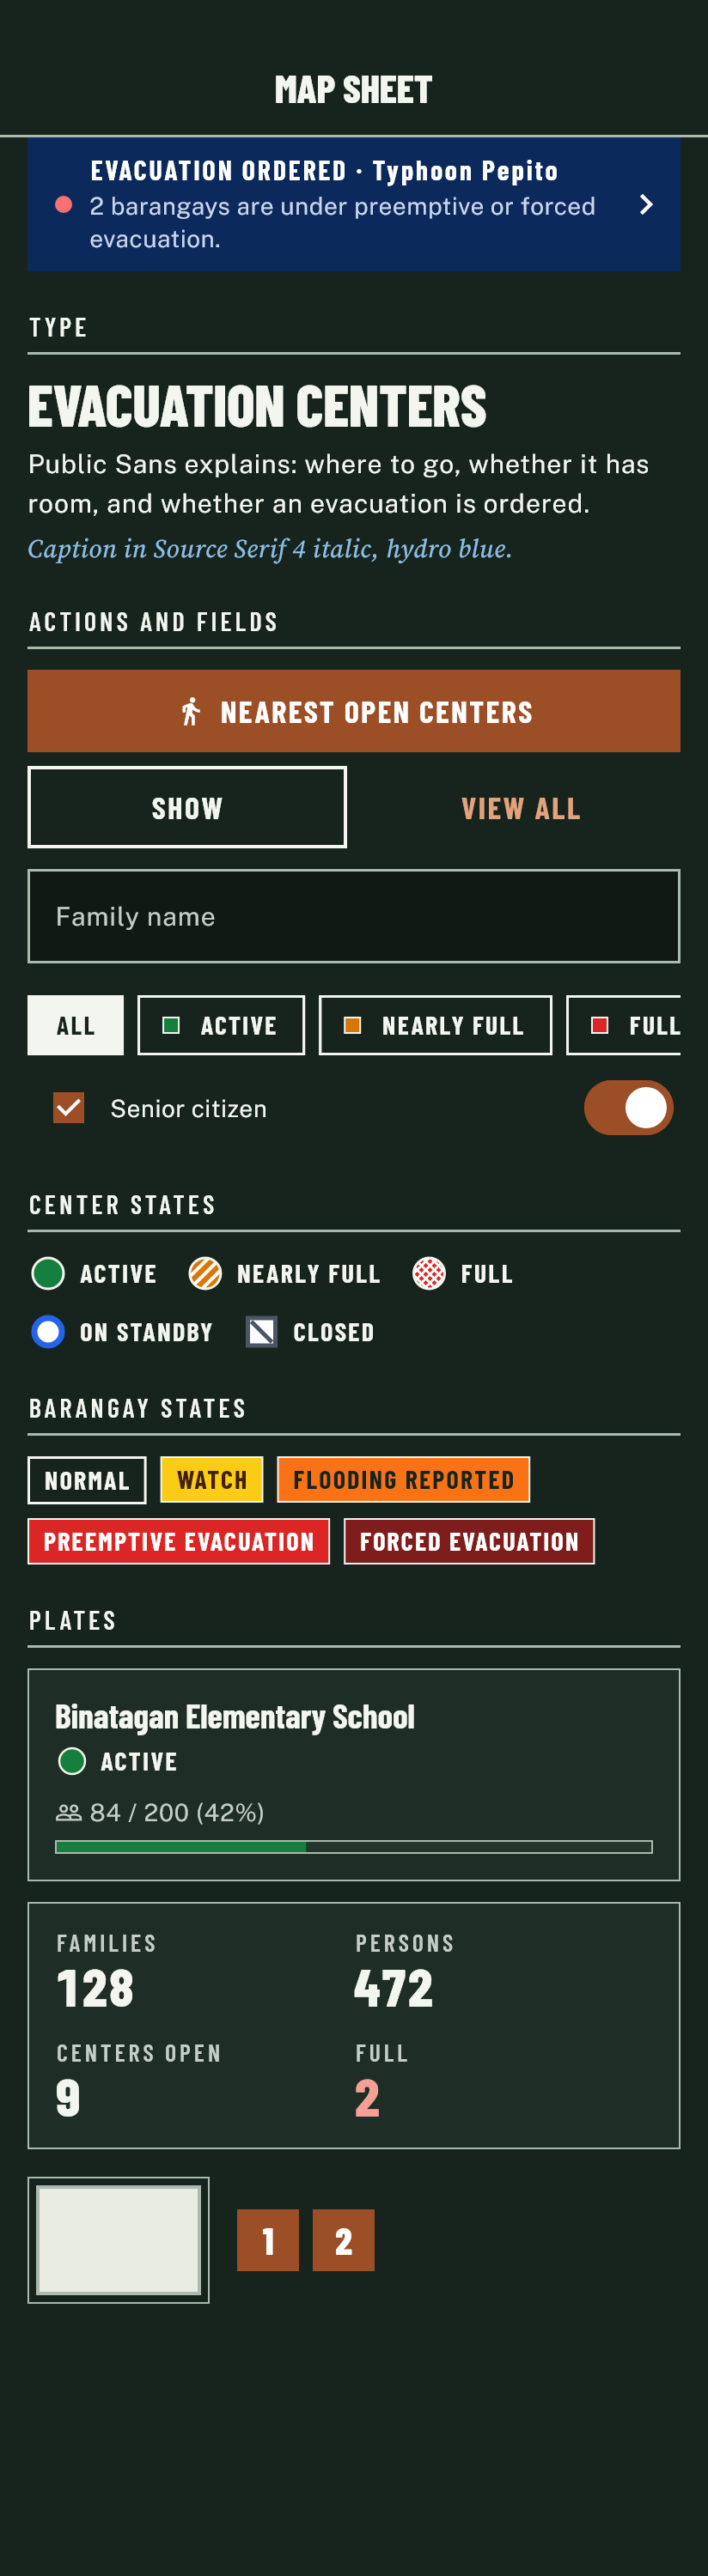 MAP SHEET
EVACUATION ORDERED · Typhoon Pepito
2 barangays are under preemptive or forced
evacuation.
TYPE
EVACUATION CENTERS
Public Sans explains: where to go, whether it has
room, and whether an evacuation is ordered.
Caption in Source Serif 4 italic, hydro blue.
ACTIONS AND FIELDS
NEAREST OPEN CENTERS
SHOW VIEW ALL
Family name
ALL ACTIVE NEARLY FULL FULL
Senior citizen
CENTER STATES
ACTIVE NEARLY FULL FULL
ON STANDBY CLOSED
BARANGAY STATES
NORMAL WATCH FLOODING REPORTED
PREEMPTIVE EVACUATION FORCED EVACUATION
PLATES
Binatagan Elementary School
ACTIVE
84 / 200 (42%)
FAMILIES PERSONS
128 472
CENTERS OPEN FULL
9 2
1 2